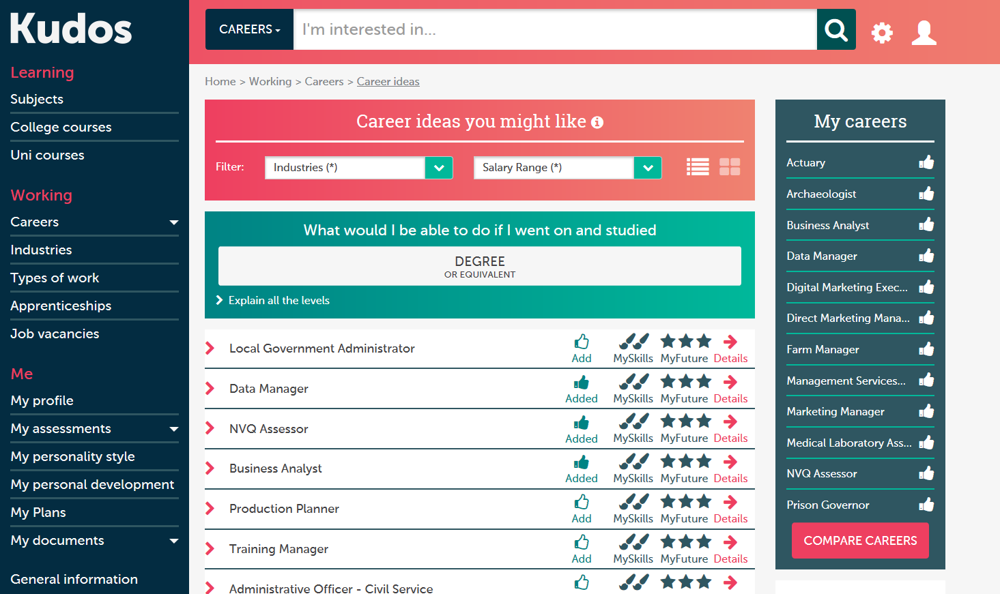 Kudos
Learning
Subjects
College courses
Uni courses
Working
Careers
Industries
Types of work
Apprenticeships
Job vacancies
Me
My profile
My assessments
My personality style
My personal development
My Plans
My documents
General information
CAREERS
I'm interested in...
Home > Working > Careers > Career ideas
Career ideas you might like
Filter:
Industries (*)
Salary Range (*)
What would I be able to do if I went on and studied
DEGREE
OR EQUIVALENT
Explain all the levels
Local Government Administrator
Add MySkills MyFuture Details
Data Manager
Added MySkills MyFuture Details
NVQ Assessor
Added MySkills MyFuture Details
Business Analyst
Added MySkills MyFuture Details
Production Planner
Add MySkills MyFuture Details
Training Manager
Add MySkills MyFuture Details
Administrative Officer - Civil Service
My careers
Actuary
Archaeologist
Business Analyst
Data Manager
Digital Marketing Exec...
Direct Marketing Mana...
Farm Manager
Management Services...
Marketing Manager
Medical Laboratory Ass...
NVQ Assessor
Prison Governor
COMPARE CAREERS